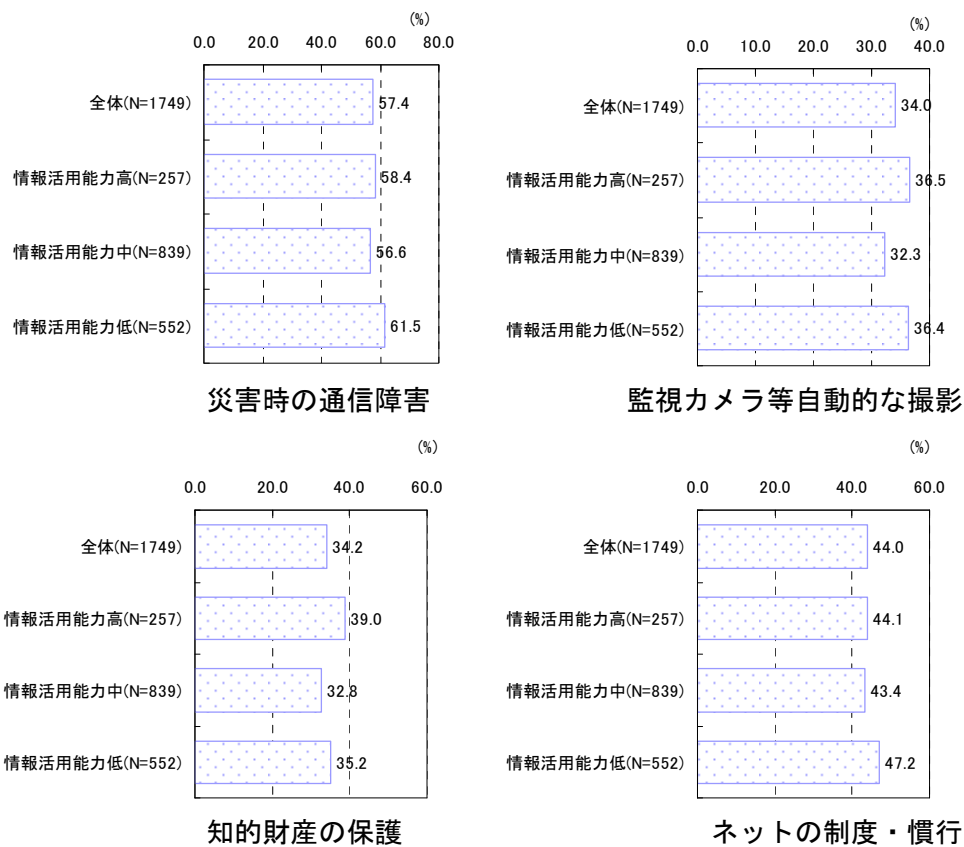 (%)
0.0 20.0 40.0 60.0 80.0
全体(N=1749)
57.4
情報活用能力高(N=257)
58.4
情報活用能力中(N=839)
56.6
情報活用能力低(N=552)
61.5
災害時の通信障害
(%)
0.0 10.0 20.0 30.0 40.0
全体(N=1749)
34.0
情報活用能力高(N=257)
36.5
情報活用能力中(N=839)
32.3
情報活用能力低(N=552)
36.4
監視カメラ等自動的な撮影
(%)
0.0 20.0 40.0 60.0
全体(N=1749)
34.2
情報活用能力高(N=257)
39.0
情報活用能力中(N=839)
32.8
情報活用能力低(N=552)
35.2
知的財産の保護
(%)
0.0 20.0 40.0 60.0
全体(N=1749)
44.0
情報活用能力高(N=257)
44.1
情報活用能力中(N=839)
43.4
情報活用能力低(N=552)
47.2
ネットの制度・慣行